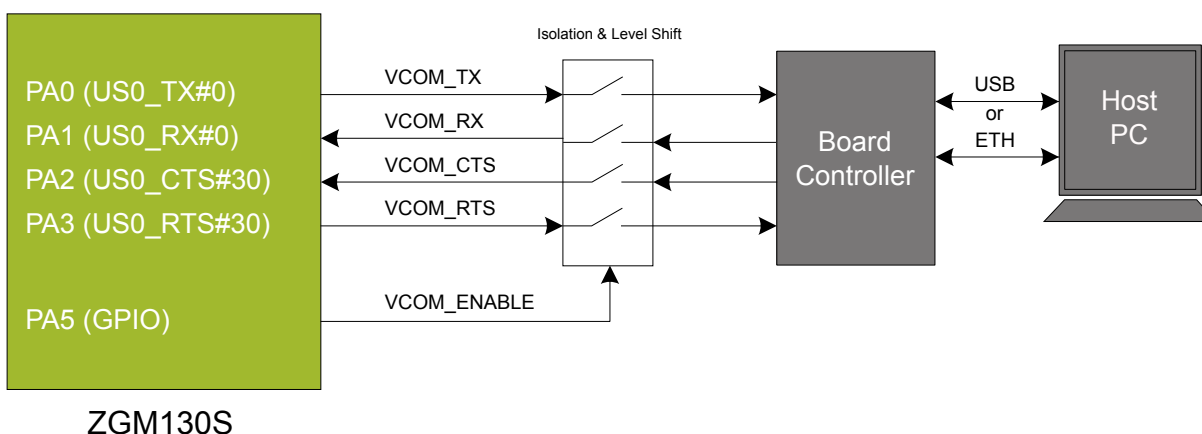 Isolation & Level Shift
PA0 (US0_TX#0)
VCOM_TX
PA1 (US0_RX#0)
VCOM_RX
PA2 (US0_CTS#30)
VCOM_CTS
PA3 (US0_RTS#30)
VCOM_RTS
PA5 (GPIO)
VCOM_ENABLE
Board
Controller
USB
or
ETH
Host
PC
ZGM130S